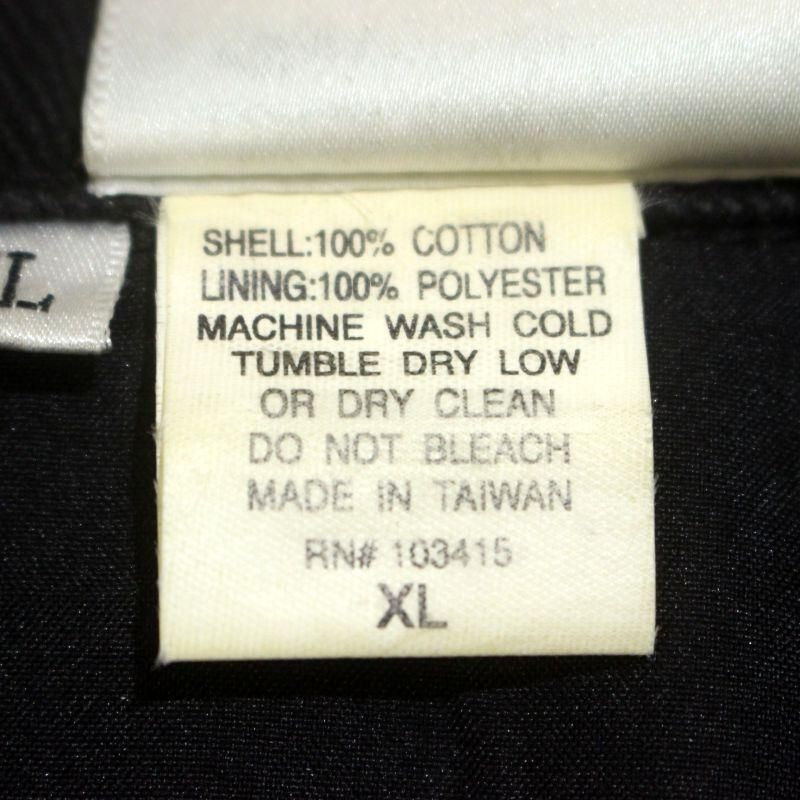 SHELL:100% COTTON
LINING:100% POLYESTER
MACHINE WASH COLD
TUMBLE DRY LOW
OR DRY CLEAN
DO NOT BLEACH
MADE IN TAIWAN
RN# 103415
XL
L